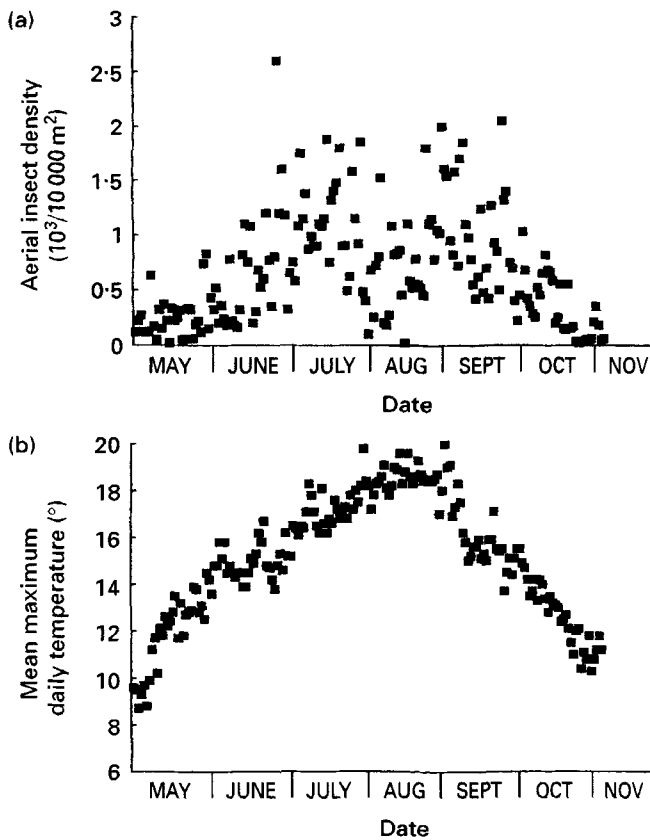 (a)
3
2·5
2
1·5
1
0·5
0
Aerial insect density
(10³/10 000 m²)
MAY JUNE JULY AUG SEPT OCT NOV
Date
(b)
20
18
16
14
12
10
8
6
Mean maximum
daily temperature (°)
MAY JUNE JULY AUG SEPT OCT NOV
Date